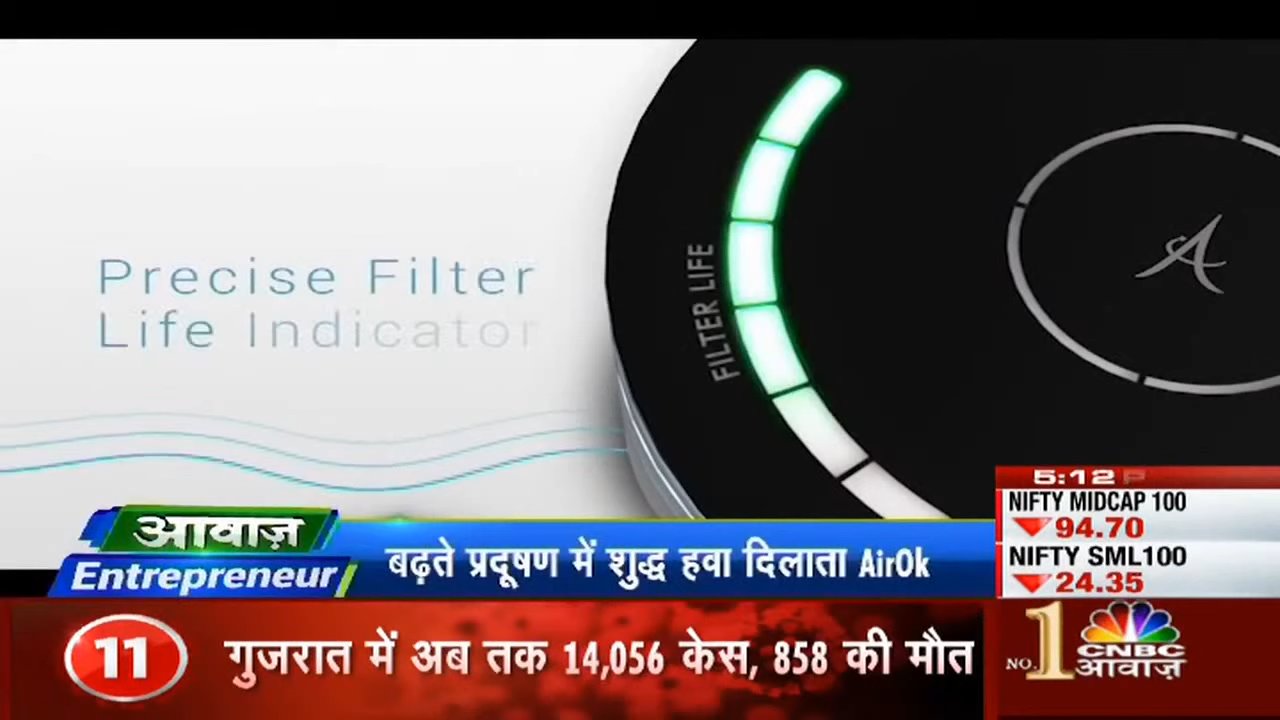 Precise Filter
Life Indicator
FILTER LIFE
A
5:12 P
NIFTY MIDCAP 100
94.70
NIFTY SML100
24.35
आवाज़
Entrepreneur
बढ़ते प्रदूषण में शुद्ध हवा दिलाता AirOk
11
गुजरात में अब तक 14,056 केस, 858 की मौत
NO.1
CNBC
आवाज़